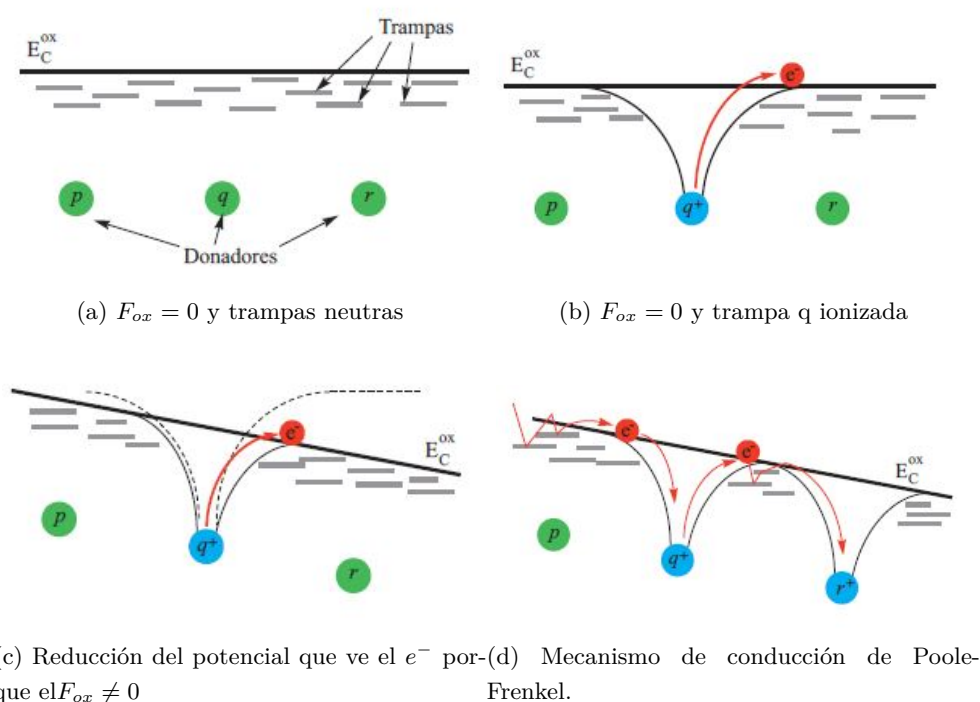 Trampas
E_C^ox
p q r
Donadores
(a) F_ox = 0 y trampas neutras
E_C^ox
e⁻
p q⁺ r
(b) F_ox = 0 y trampa q ionizada
e⁻
E_C^ox
p
q⁺
r
(c) Reducción del potencial que ve el e⁻ por-
que elF_ox ≠ 0
e⁻
e⁻
E_C^ox
p
q⁺
r⁺
(d) Mecanismo de conducción de Poole-
Frenkel.